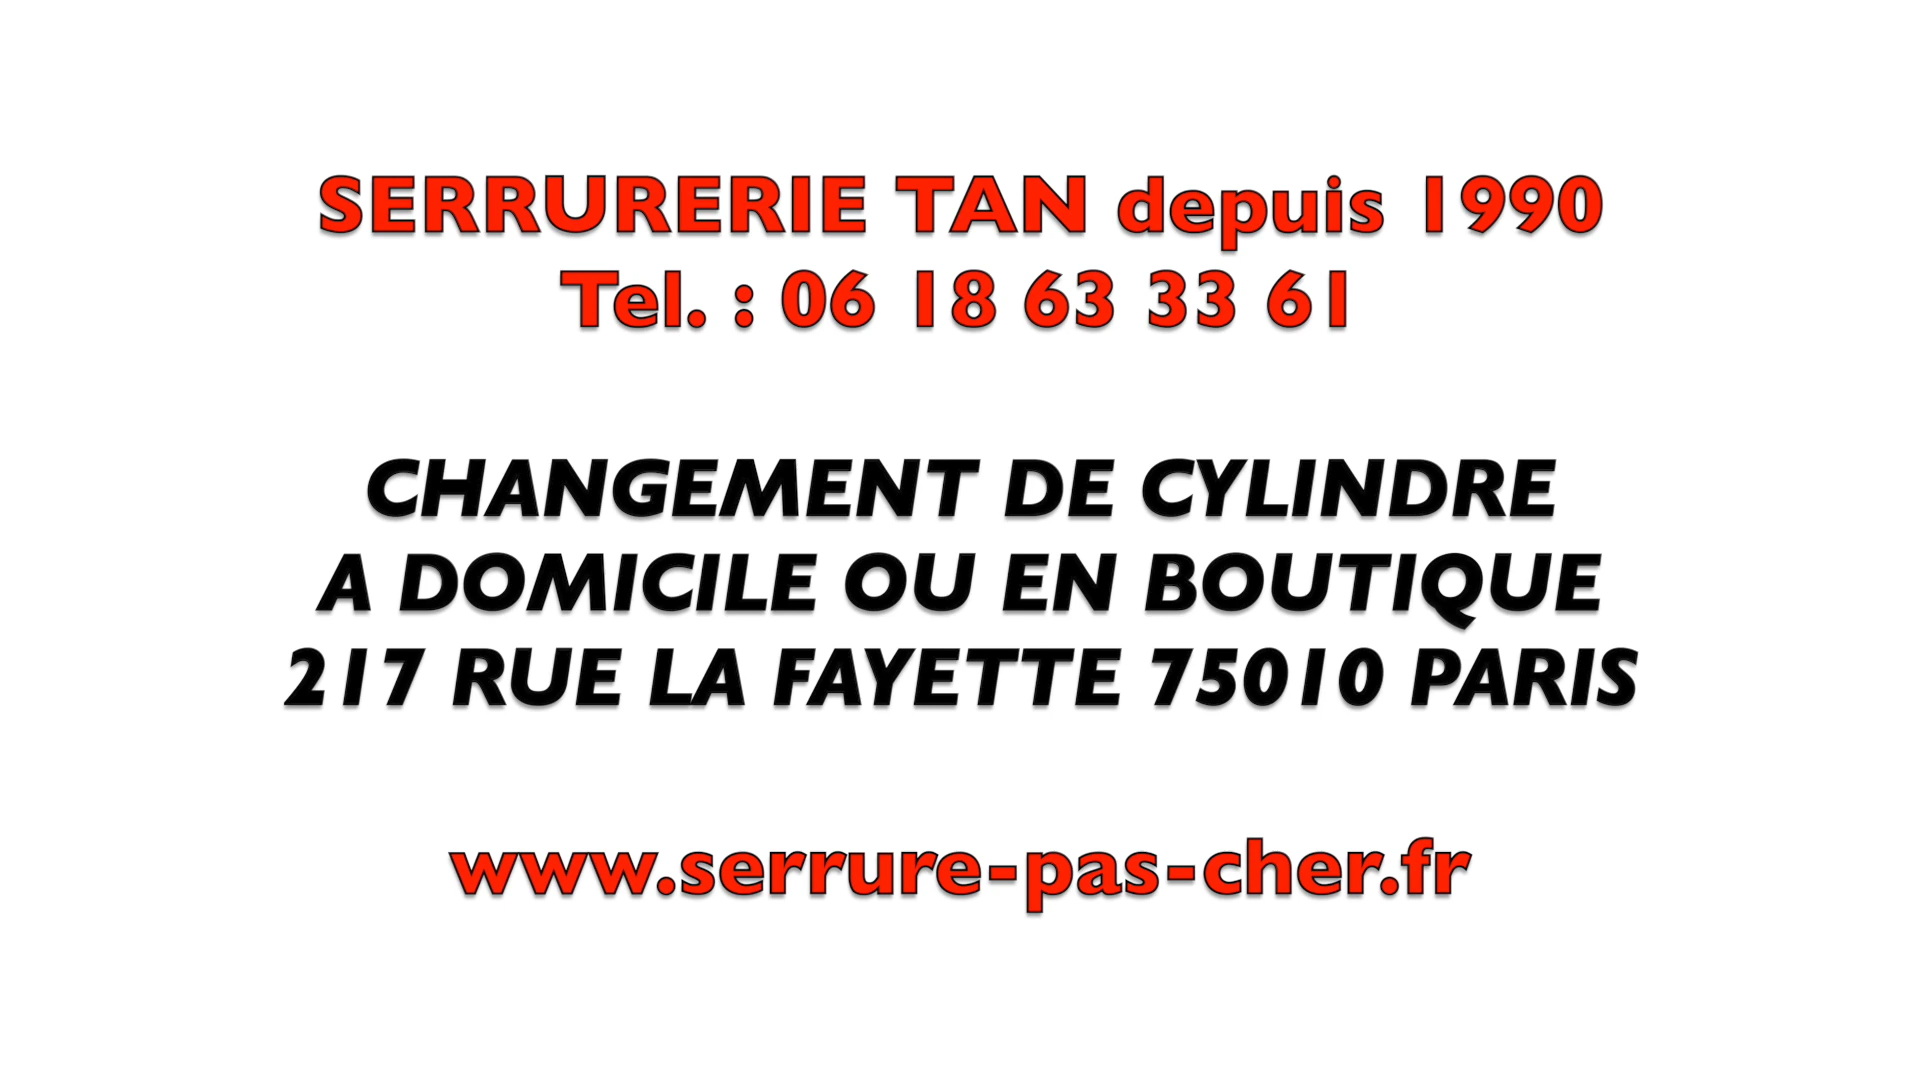 SERRURERIE TAN depuis 1990
Tel. : 06 18 63 33 61
CHANGEMENT DE CYLINDRE
A DOMICILE OU EN BOUTIQUE
217 RUE LA FAYETTE 75010 PARIS
www.serrure-pas-cher.fr